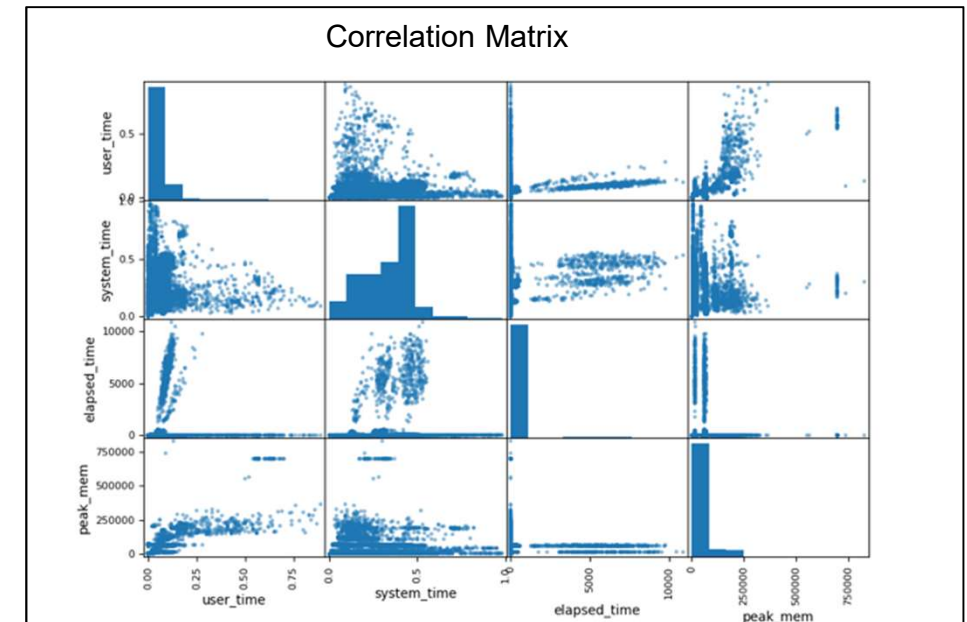 Correlation Matrix
user_time
0.5
0.0
system_time
1.0
0.5
0.0
elapsed_time
10000
5000
0
peak_mem
750000
500000
250000
0
0.00 0.25 0.50 0.75
0.0 0.5 1.0
0 5000 10000
0 250000 500000 750000
user_time
system_time
elapsed_time
peak_mem